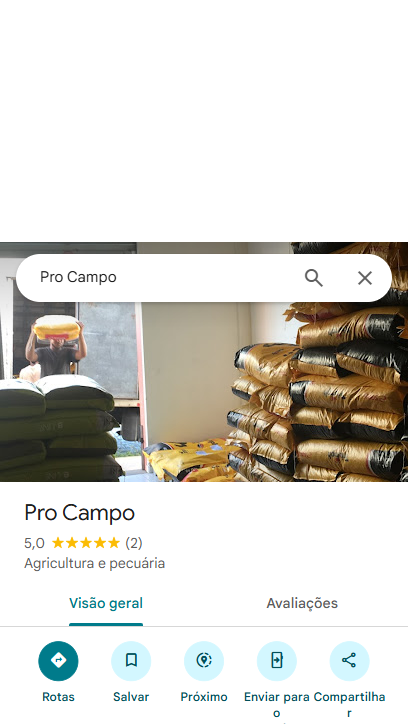 Pro Campo
Pro Campo
5,0 ★★★★★ (2)
Agricultura e pecuária
Visão geral Avaliações
Rotas Salvar Próximo Enviar para o Compartilhar